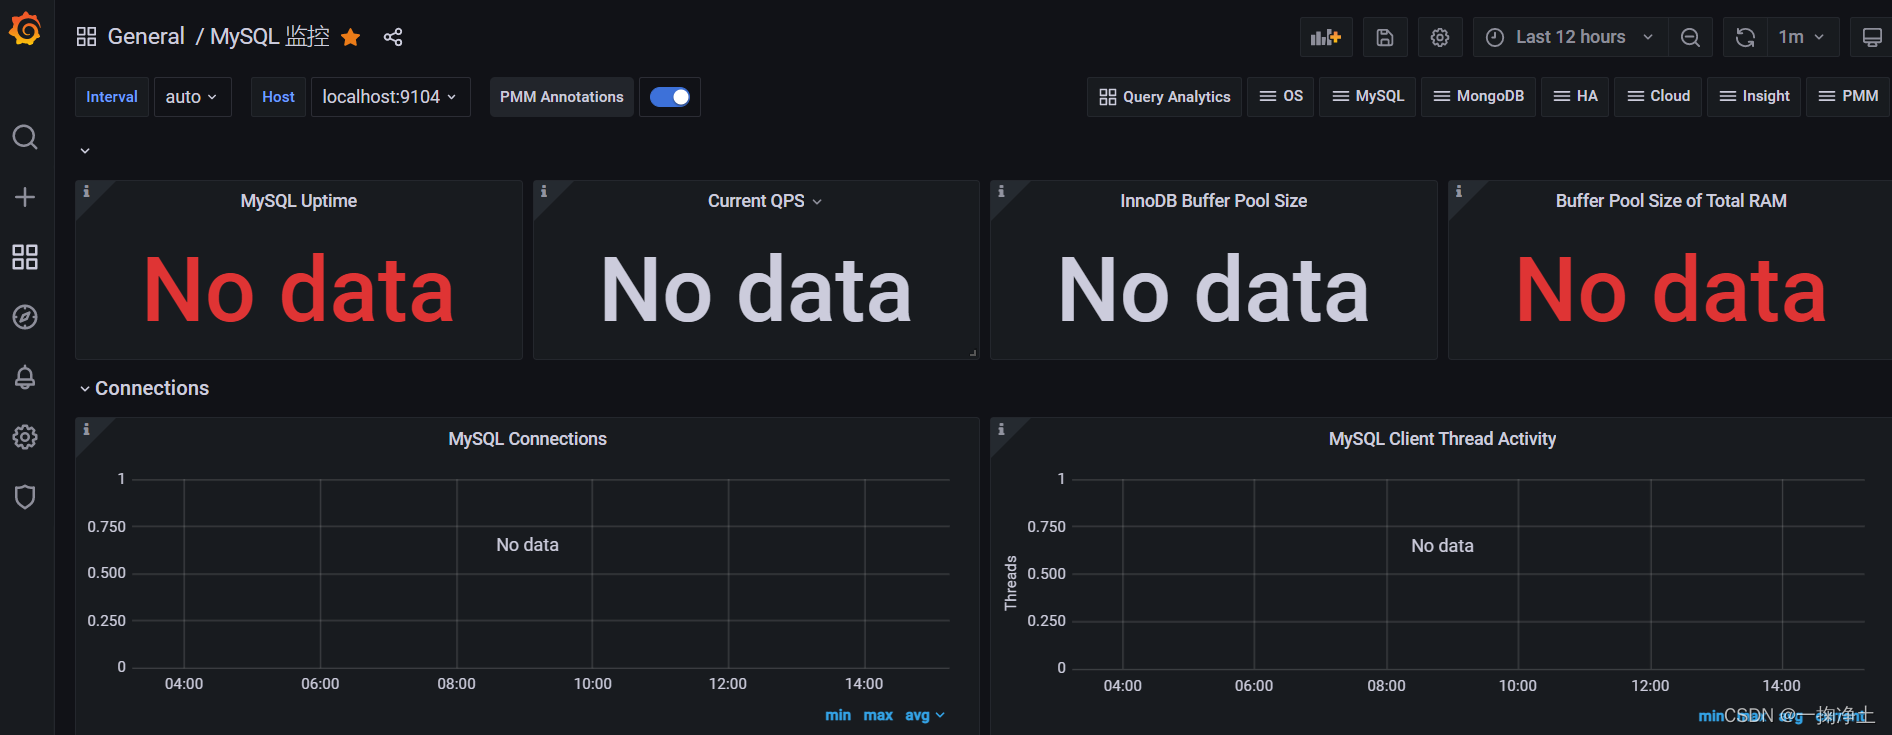 General / MySQL 监控
Last 12 hours
1m
Interval auto Host localhost:9104 PMM Annotations
Query Analytics OS MySQL MongoDB HA Cloud Insight PMM
MySQL Uptime
No data
Current QPS
No data
InnoDB Buffer Pool Size
No data
Buffer Pool Size of Total RAM
No data
Connections
MySQL Connections
1
0.750
0.500
0.250
0
No data
04:00 06:00 08:00 10:00 12:00 14:00
min max avg
MySQL Client Thread Activity
Threads
1
0.750
0.500
0.250
0
No data
04:00 06:00 08:00 10:00 12:00 14:00
min max avg current
CSDN @一掬净土